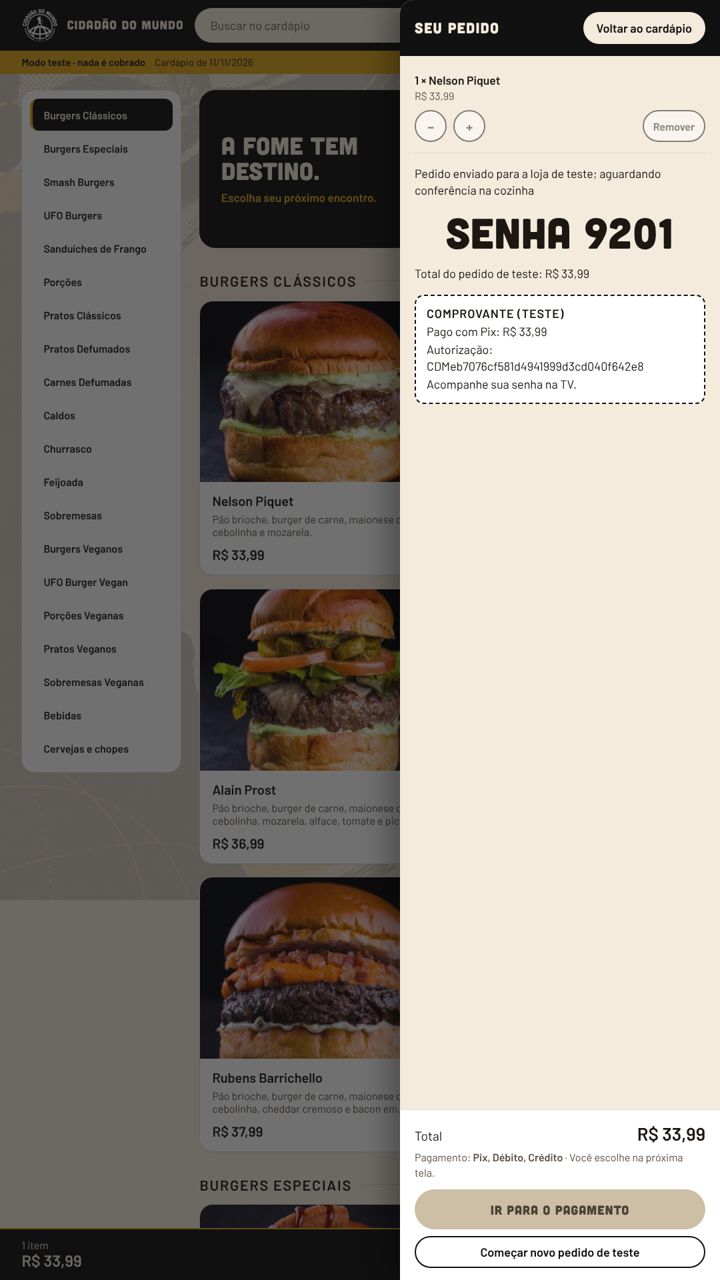 CIDADÃO DO MUNDO
CIDADÃO DO MUNDO
Buscar no cardápio
Modo teste · nada é cobrado Cardápio de 11/11/2026
Burgers Clássicos
Burgers Especiais
Smash Burgers
UFO Burgers
Sanduíches de Frango
Porções
Pratos Clássicos
Pratos Defumados
Carnes Defumadas
Caldos
Churrasco
Feijoada
Sobremesas
Burgers Veganos
UFO Burger Vegan
Porções Veganas
Pratos Veganos
Sobremesas Veganas
Bebidas
Cervejas e chopes
A FOME TEM
DESTINO.
Escolha seu próximo encontro.
BURGERS CLÁSSICOS
Nelson Piquet
Pão brioche, burger de carne, maionese
cebolinha e mozarela.
R$ 33,99
Alain Prost
Pão brioche, burger de carne, maionese
cebolinha, mozarela, alface, tomate e
R$ 36,99
Rubens Barrichello
Pão brioche, burger de carne, maionese
cebolinha, cheddar cremoso e bacon em
R$ 37,99
BURGERS ESPECIAIS
1 item
R$ 33,99
SEU PEDIDO
Voltar ao cardápio
1 × Nelson Piquet
R$ 33,99
− + Remover
Pedido enviado para a loja de teste; aguardando
conferência na cozinha
SENHA 9201
Total do pedido de teste: R$ 33,99
COMPROVANTE (TESTE)
Pago com Pix: R$ 33,99
Autorização:
CDMeb7076cf581d4941999d3cd040f642e8
Acompanhe sua senha na TV.
Total R$ 33,99
Pagamento: Pix, Débito, Crédito · Você escolhe na próxima
tela.
IR PARA O PAGAMENTO
Começar novo pedido de teste